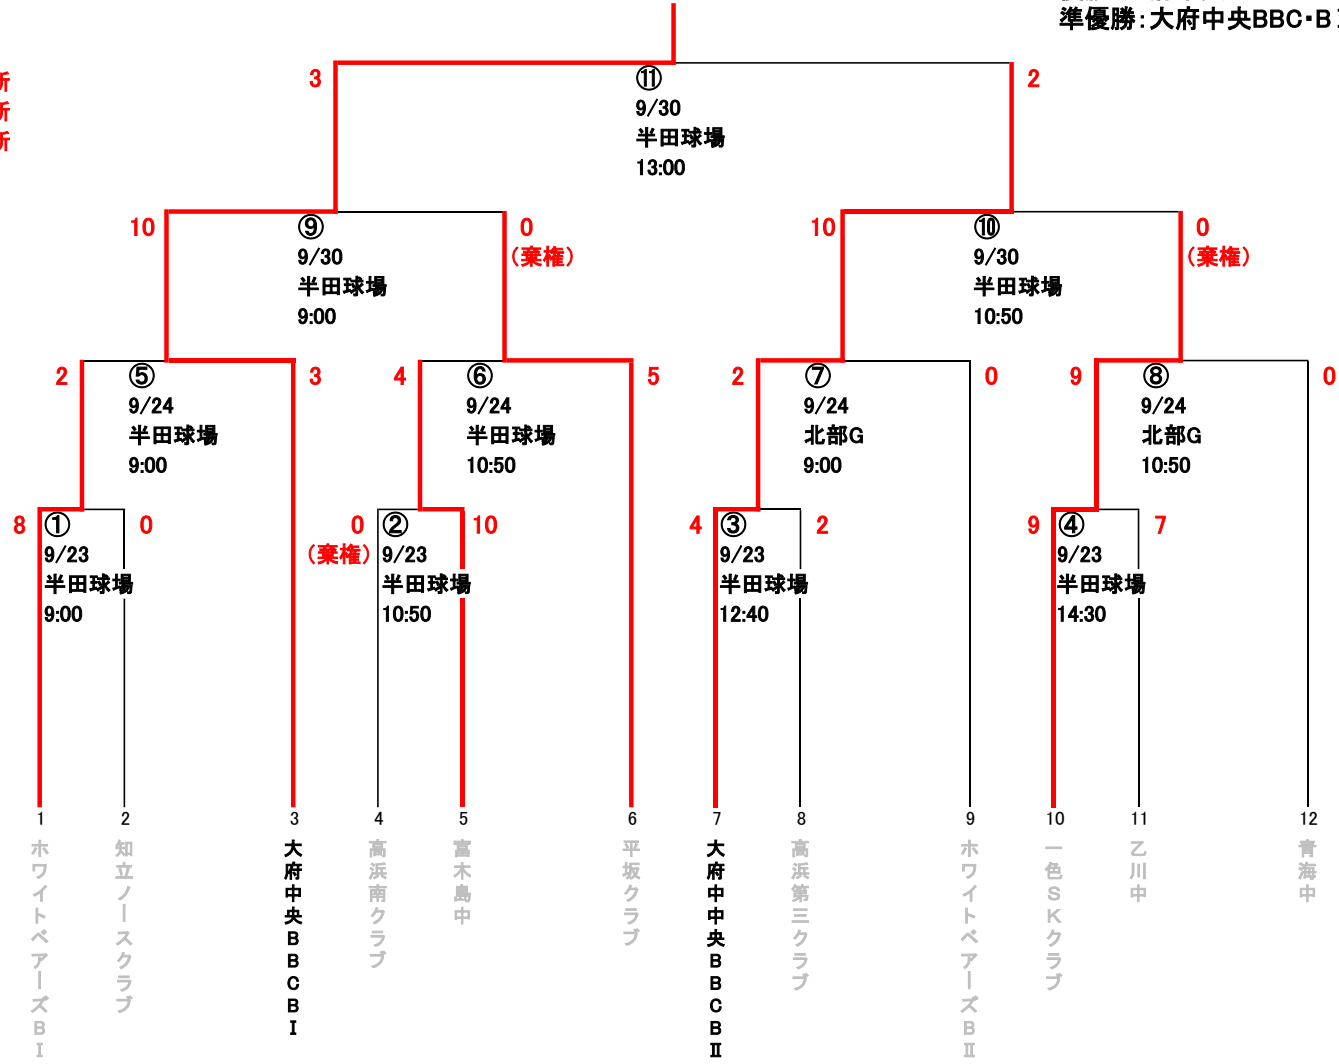 準優勝：大府中央BBC・BⅠ
新
新
新
3
⑪
2
9/30
半田球場
13:00
10
⑨
0
(棄権)
9/30
半田球場
9:00
10
⑩
0
(棄権)
9/30
半田球場
10:50
2
⑤
3
9/24
半田球場
9:00
4
⑥
5
9/24
半田球場
10:50
2
⑦
0
9/24
北部G
9:00
9
⑧
0
9/24
北部G
10:50
8
①
0
9/23
半田球場
9:00
0
(棄権)
②
10
9/23
半田球場
10:50
4
③
2
9/23
半田球場
12:40
9
④
7
9/23
半田球場
14:30
1
ホワイトベアーズBⅠ
2
知立ノースクラブ
3
大府中央BBCBⅠ
4
高浜南クラブ
5
富木島中
6
平坂クラブ
7
大府中中央BBCBⅡ
8
高浜第三クラブ
9
ホワイトベアーズBⅡ
10
一色SKクラブ
11
乙川中
12
青海中